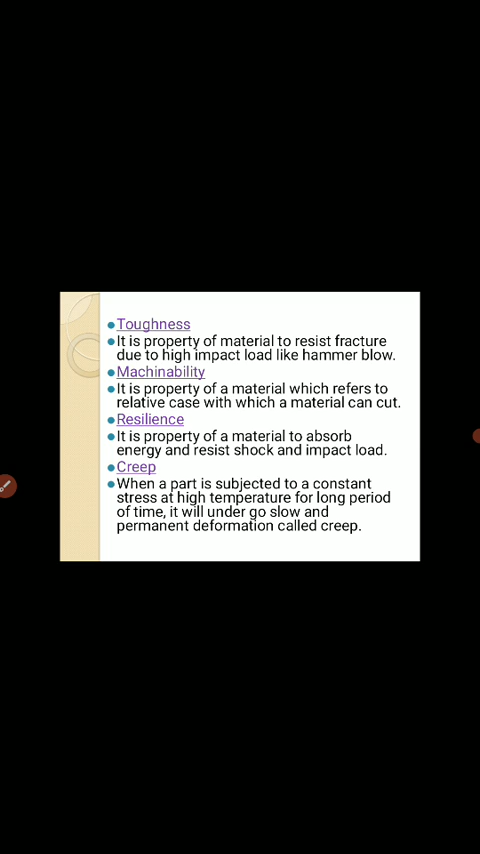 Toughness
It is property of material to resist fracture
due to high impact load like hammer blow.
Machinability
It is property of a material which refers to
relative case with which a material can cut.
Resilience
It is property of a material to absorb
energy and resist shock and impact load.
Creep
When a part is subjected to a constant
stress at high temperature for long period
of time, it will under go slow and
permanent deformation called creep.